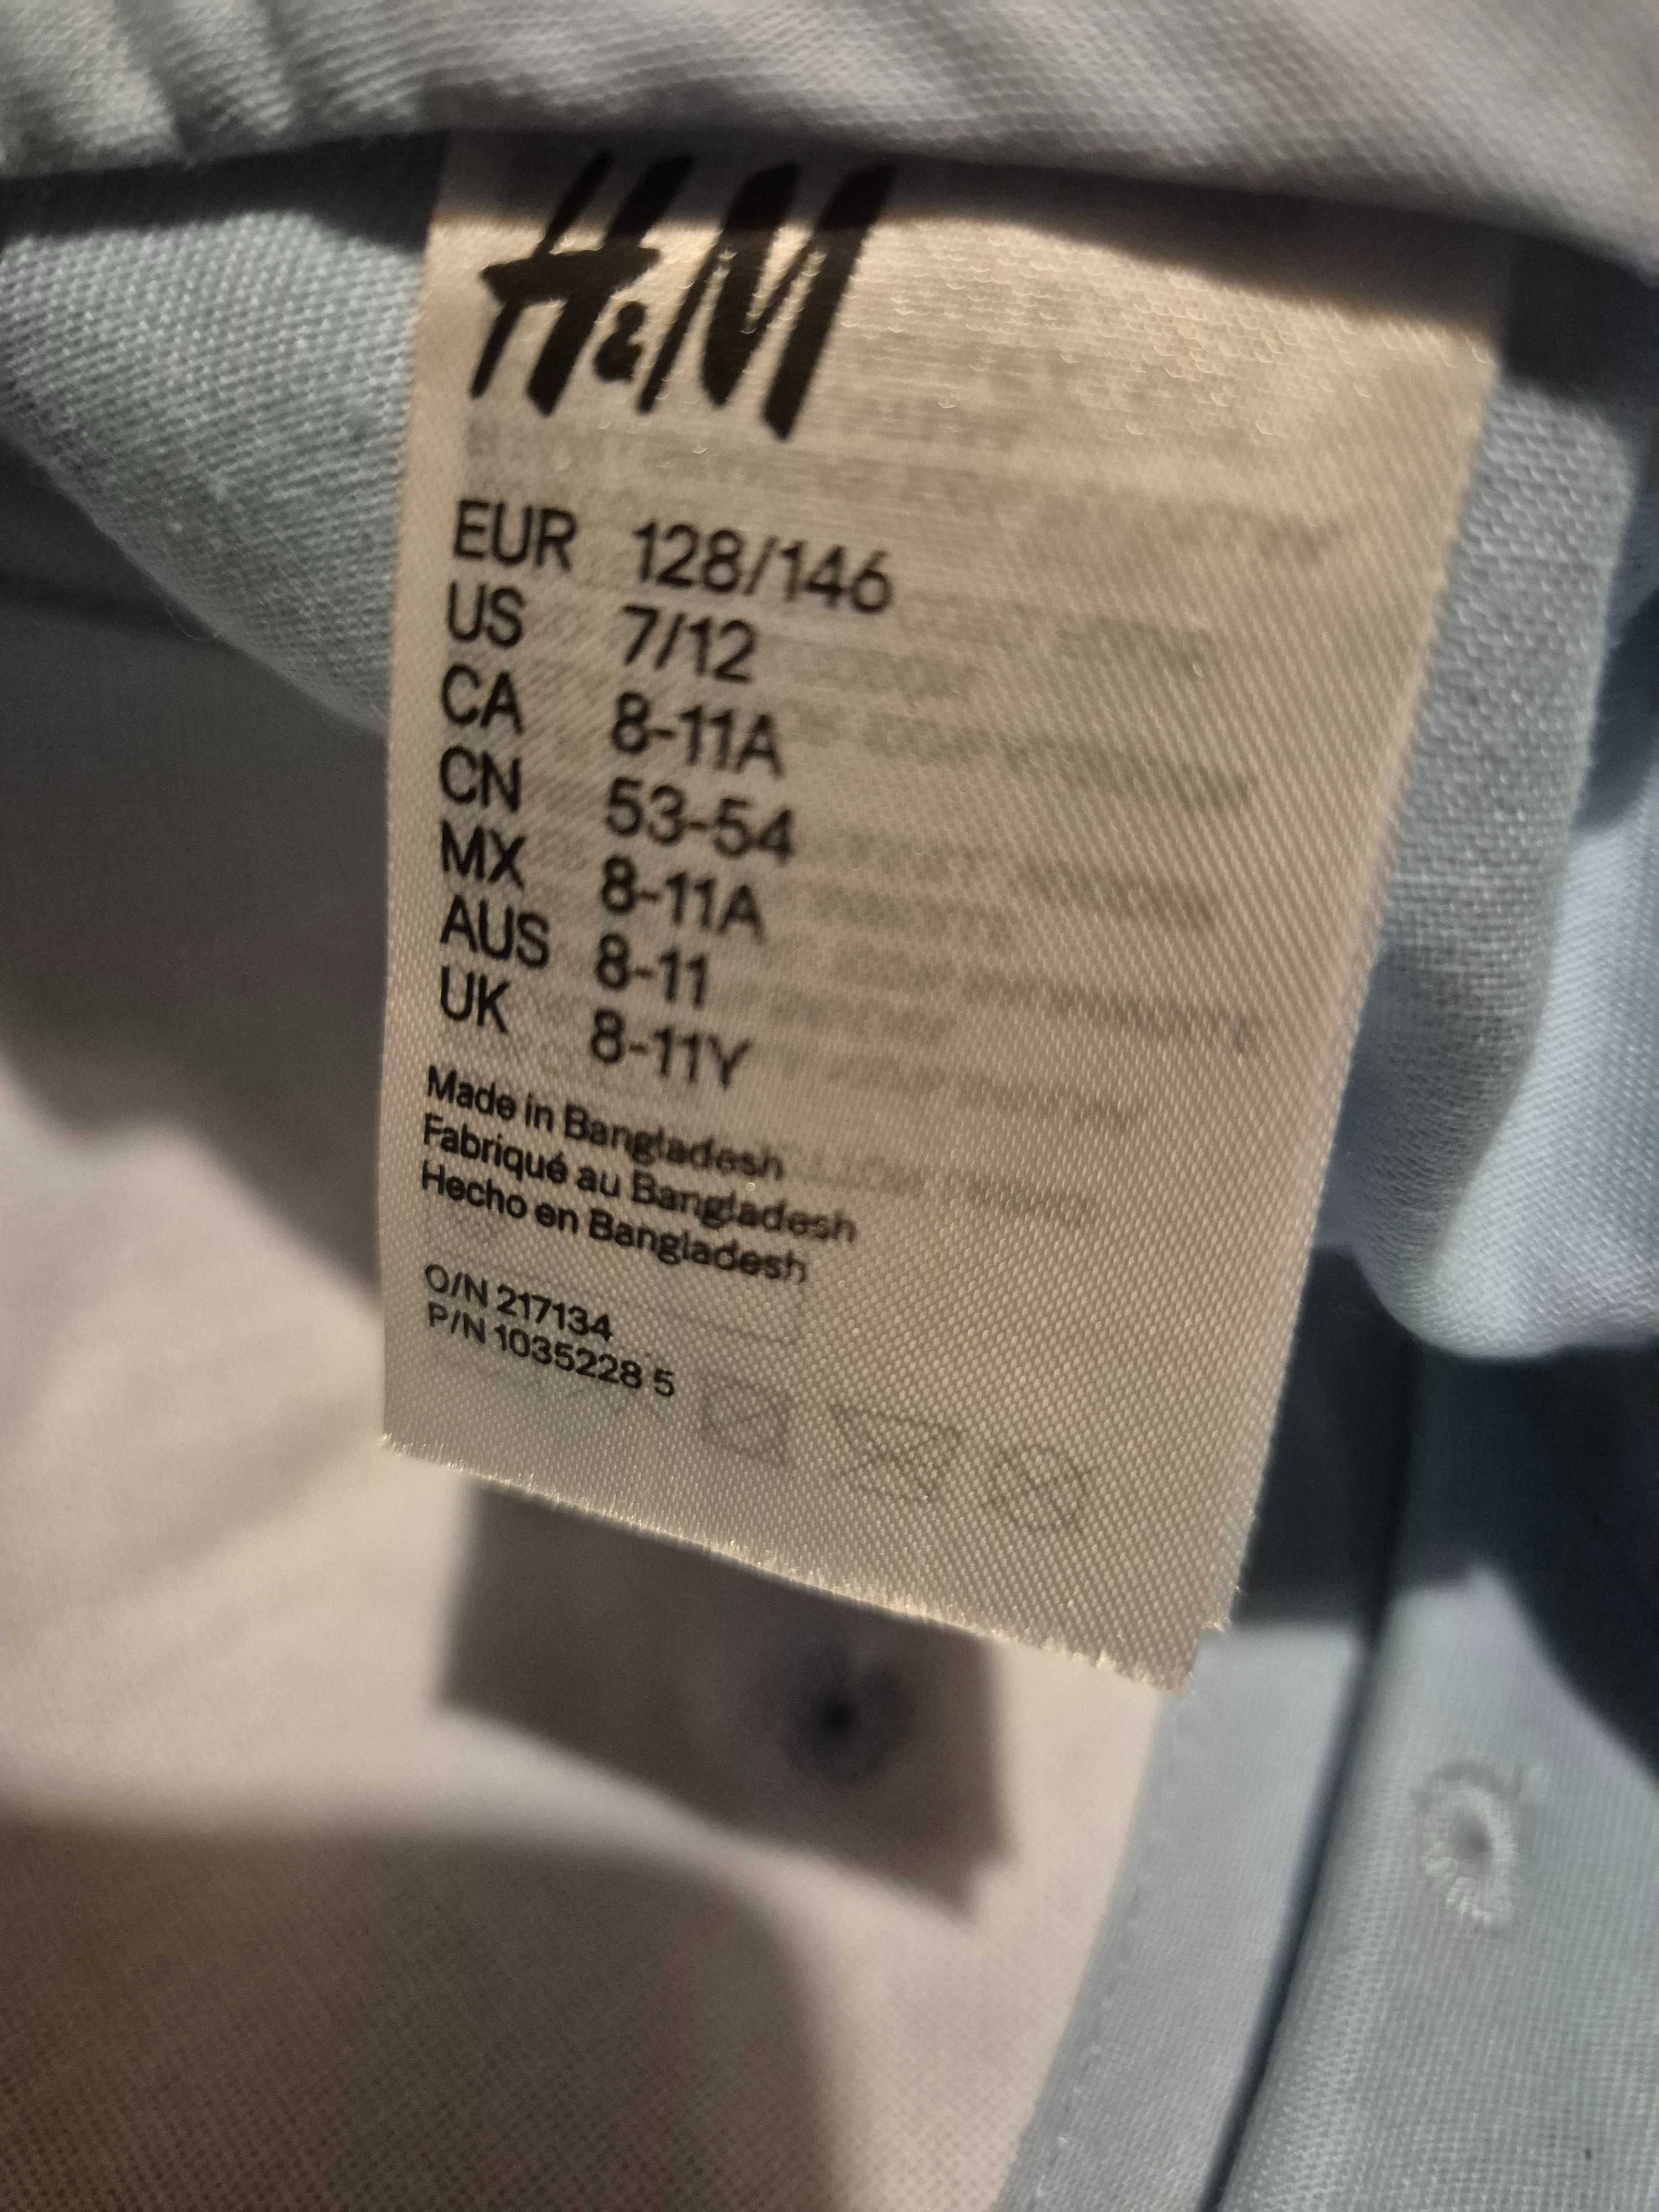 H&M
EUR 128/146
US 7/12
CA 8-11A
CN 53-54
MX 8-11A
AUS 8-11
UK 8-11Y
Made in Bangladesh
Fabriqué au Bangladesh
Hecho en Bangladesh
O/N 217134
P/N 1035228 5